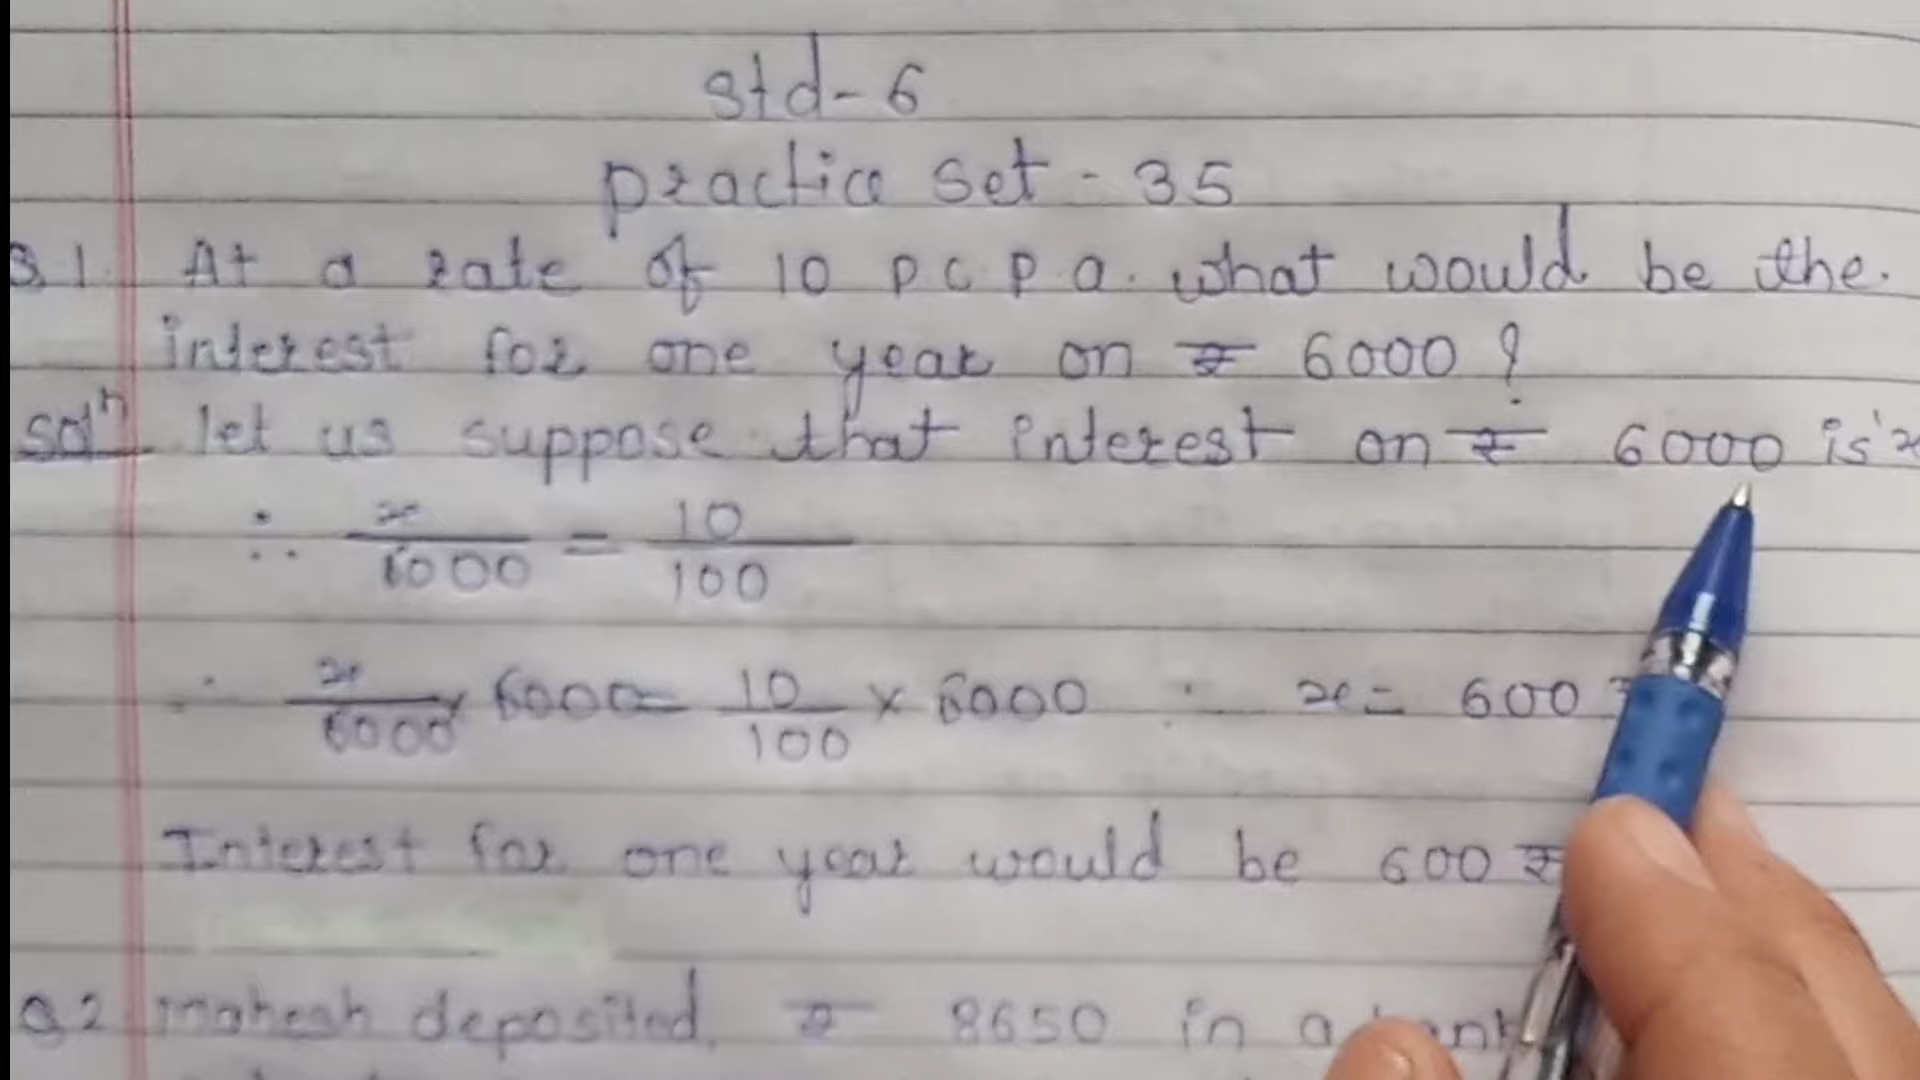 Std-6
practice set - 35
Q.1. At a rate of 10 p.c.p.a. what would be the
interest for one year on ₹ 6000?
Solⁿ let us suppose that interest on ₹ 6000 is x
∴ x/6000 = 10/100
∴ x/6000 × 6000 = 10/100 × 6000 ∴ x = 600 ₹
Interest for one year would be 600 ₹
Q.2 mahesh deposited ₹ 8650 in a bank